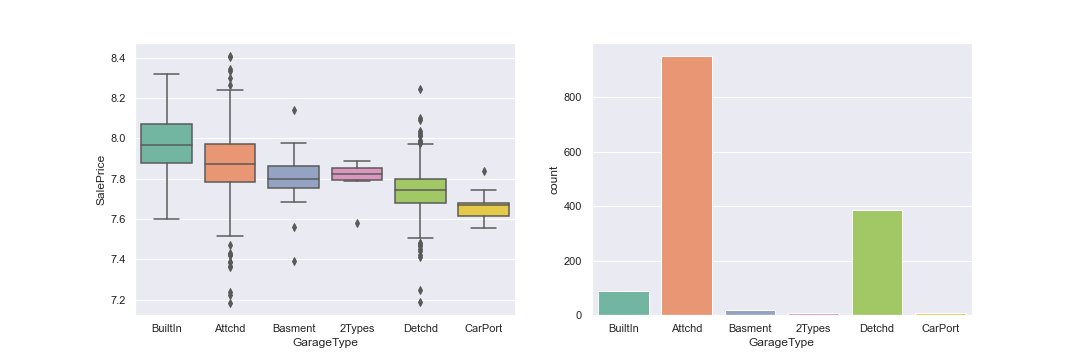 8.4
8.2
8.0
7.8
7.6
7.4
7.2
SalePrice
BuiltIn Attchd Basment 2Types Detchd CarPort
GarageType
800
600
400
200
0
count
BuiltIn Attchd Basment 2Types Detchd CarPort
GarageType